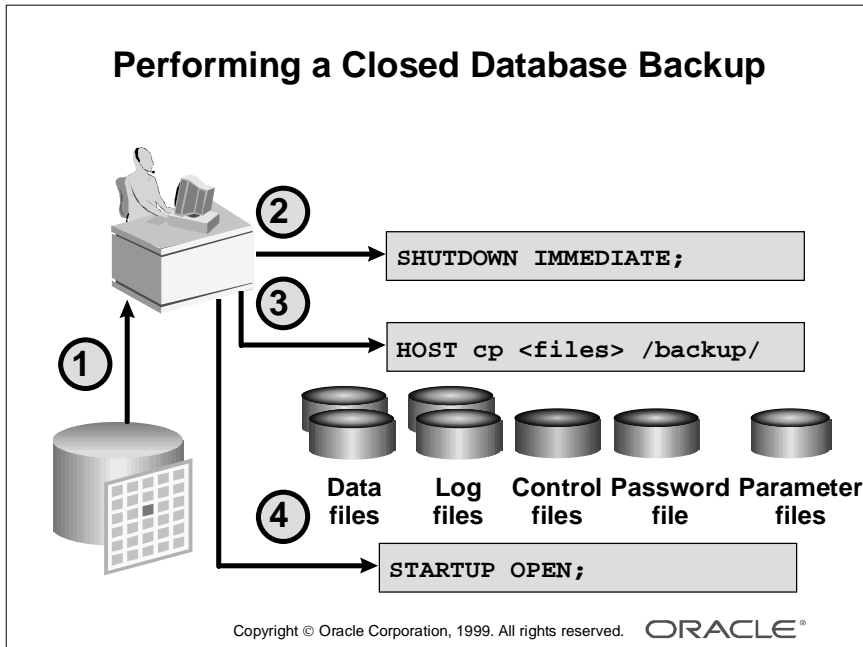 Performing a Closed Database Backup
2
SHUTDOWN IMMEDIATE;
3
HOST cp <files> /backup/
1
Data files
Log files
Control files
Password file
Parameter files
4
STARTUP OPEN;
Copyright © Oracle Corporation, 1999. All rights reserved.
ORACLE®